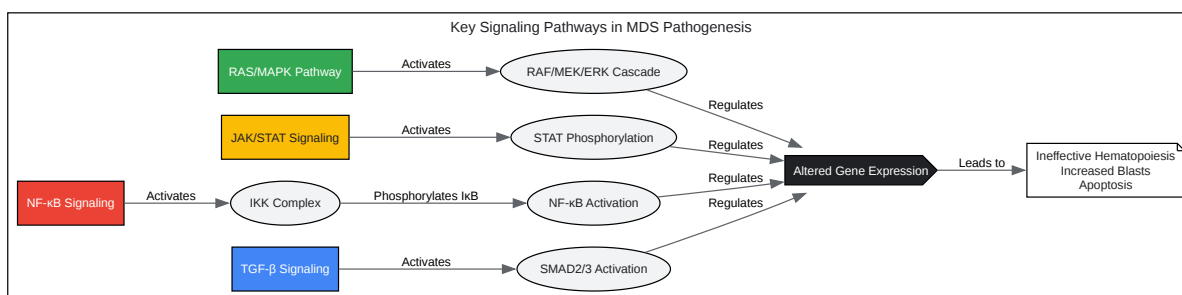 Key Signaling Pathways in MDS Pathogenesis
RAS/MAPK Pathway
Activates
RAF/MEK/ERK Cascade
Regulates
JAK/STAT Signaling
Activates
STAT Phosphorylation
Regulates
NF-κB Signaling
Activates
IKK Complex
Phosphorylates IκB
NF-κB Activation
Regulates
TGF-β Signaling
Activates
SMAD2/3 Activation
Regulates
Altered Gene Expression
Leads to
Ineffective Hematopoiesis
Increased Blasts
Apoptosis